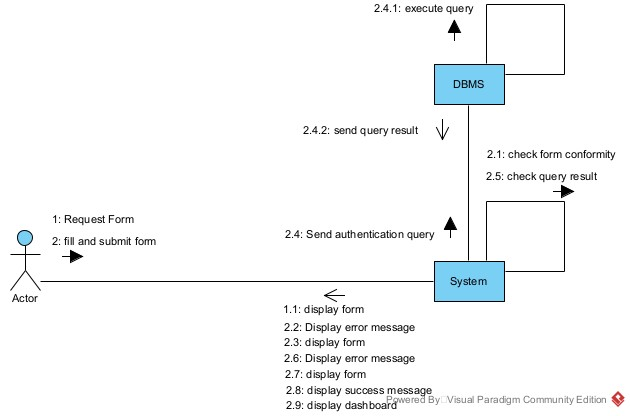 2.4.1: execute query
DBMS
2.4.2: send query result
2.1: check form conformity
2.5: check query result
1: Request Form
2: fill and submit form
2.4: Send authentication query
Actor
System
1.1: display form
2.2: Display error message
2.3: display form
2.6: Display error message
2.7: display form
2.8: display success message
2.9: display dashboard
Powered By Visual Paradigm Community Edition